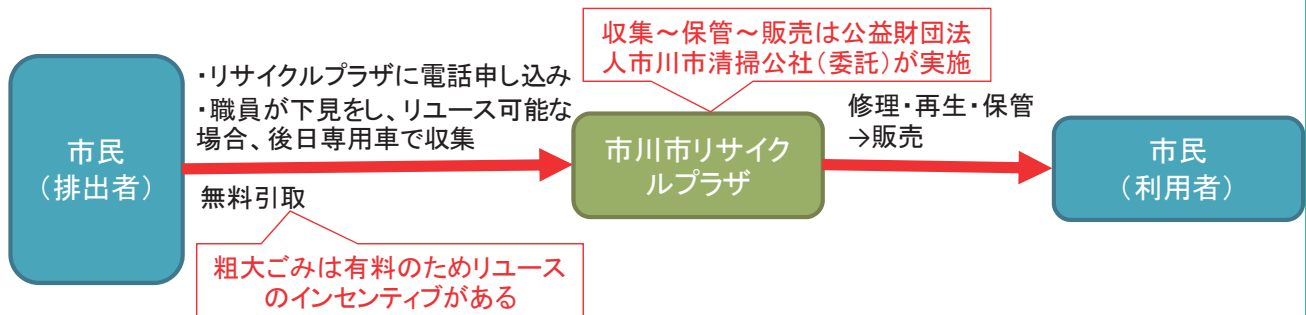 収集～保管～販売は公益財団法
人市川市清掃公社(委託)が実施
・リサイクルプラザに電話申し込み
・職員が下見をし、リユース可能な
場合、後日専用車で収集
修理・再生・保管
→販売
市民
(排出者)
市川市リサイク
ルプラザ
市民
(利用者)
無料引取
粗大ごみは有料のためリユース
のインセンティブがある